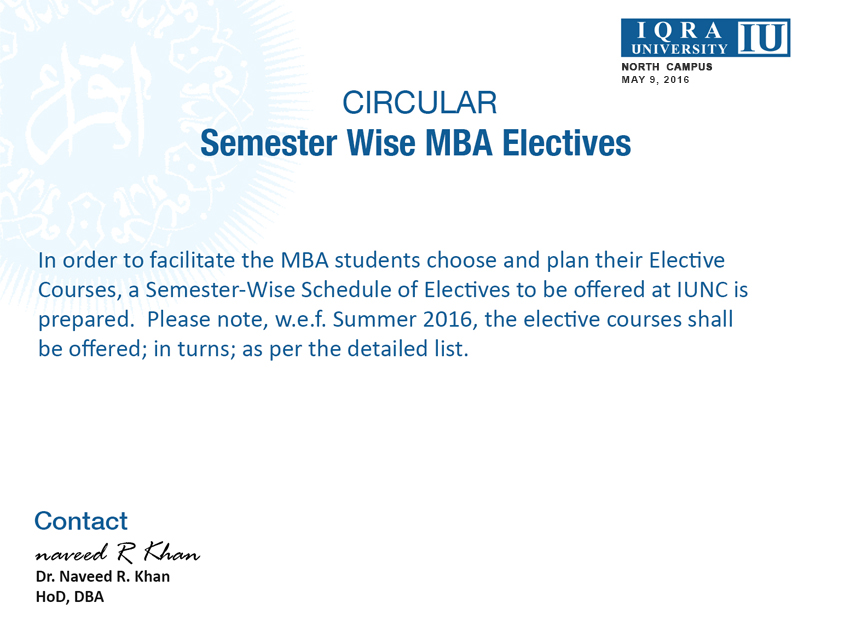 IQRA
UNIVERSITY
IU
NORTH CAMPUS
MAY 9, 2016
CIRCULAR
Semester Wise MBA Electives
In order to facilitate the MBA students choose and plan their Elective
Courses, a Semester-Wise Schedule of Electives to be offered at IUNC is
prepared.  Please note, w.e.f. Summer 2016, the elective courses shall
be offered; in turns; as per the detailed list.
Contact
naveed R Khan
Dr. Naveed R. Khan
HoD, DBA